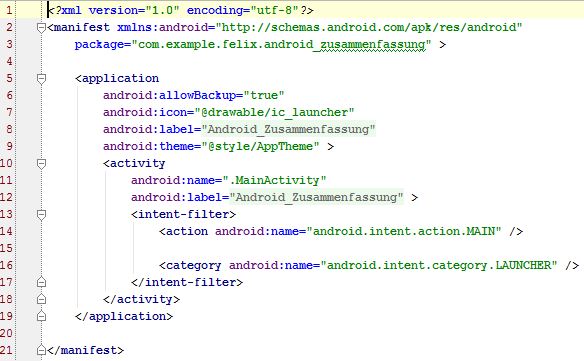 1 <?xml version="1.0" encoding="utf-8"?>
2 <manifest xmlns:android="http://schemas.android.com/apk/res/android"
3     package="com.example.felix.android_zusammenfassung" >
4
5     <application
6         android:allowBackup="true"
7         android:icon="@drawable/ic_launcher"
8         android:label="Android_Zusammenfassung"
9         android:theme="@style/AppTheme" >
10         <activity
11             android:name=".MainActivity"
12             android:label="Android_Zusammenfassung" >
13             <intent-filter>
14                 <action android:name="android.intent.action.MAIN" />
15
16                 <category android:name="android.intent.category.LAUNCHER" />
17             </intent-filter>
18         </activity>
19     </application>
20
21 </manifest>